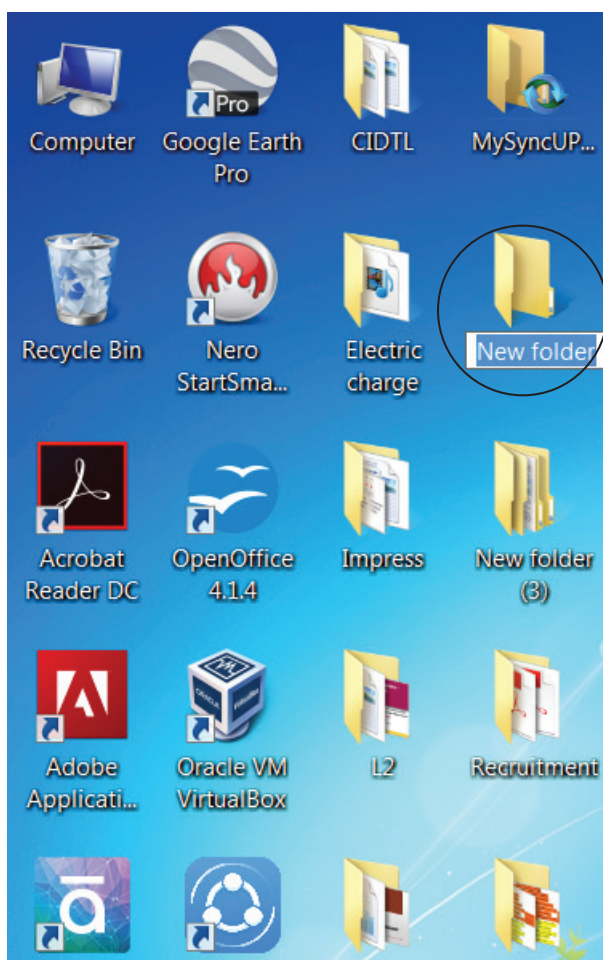 Computer
Pro
Google Earth
Pro
CIDTL
MySyncUP...
Recycle Bin
Nero
StartSma...
Electric
charge
New folder
Acrobat
Reader DC
OpenOffice
4.1.4
Impress
New folder
(3)
Adobe
Applicati...
Oracle VM
VirtualBox
L2
Recruitment
ā